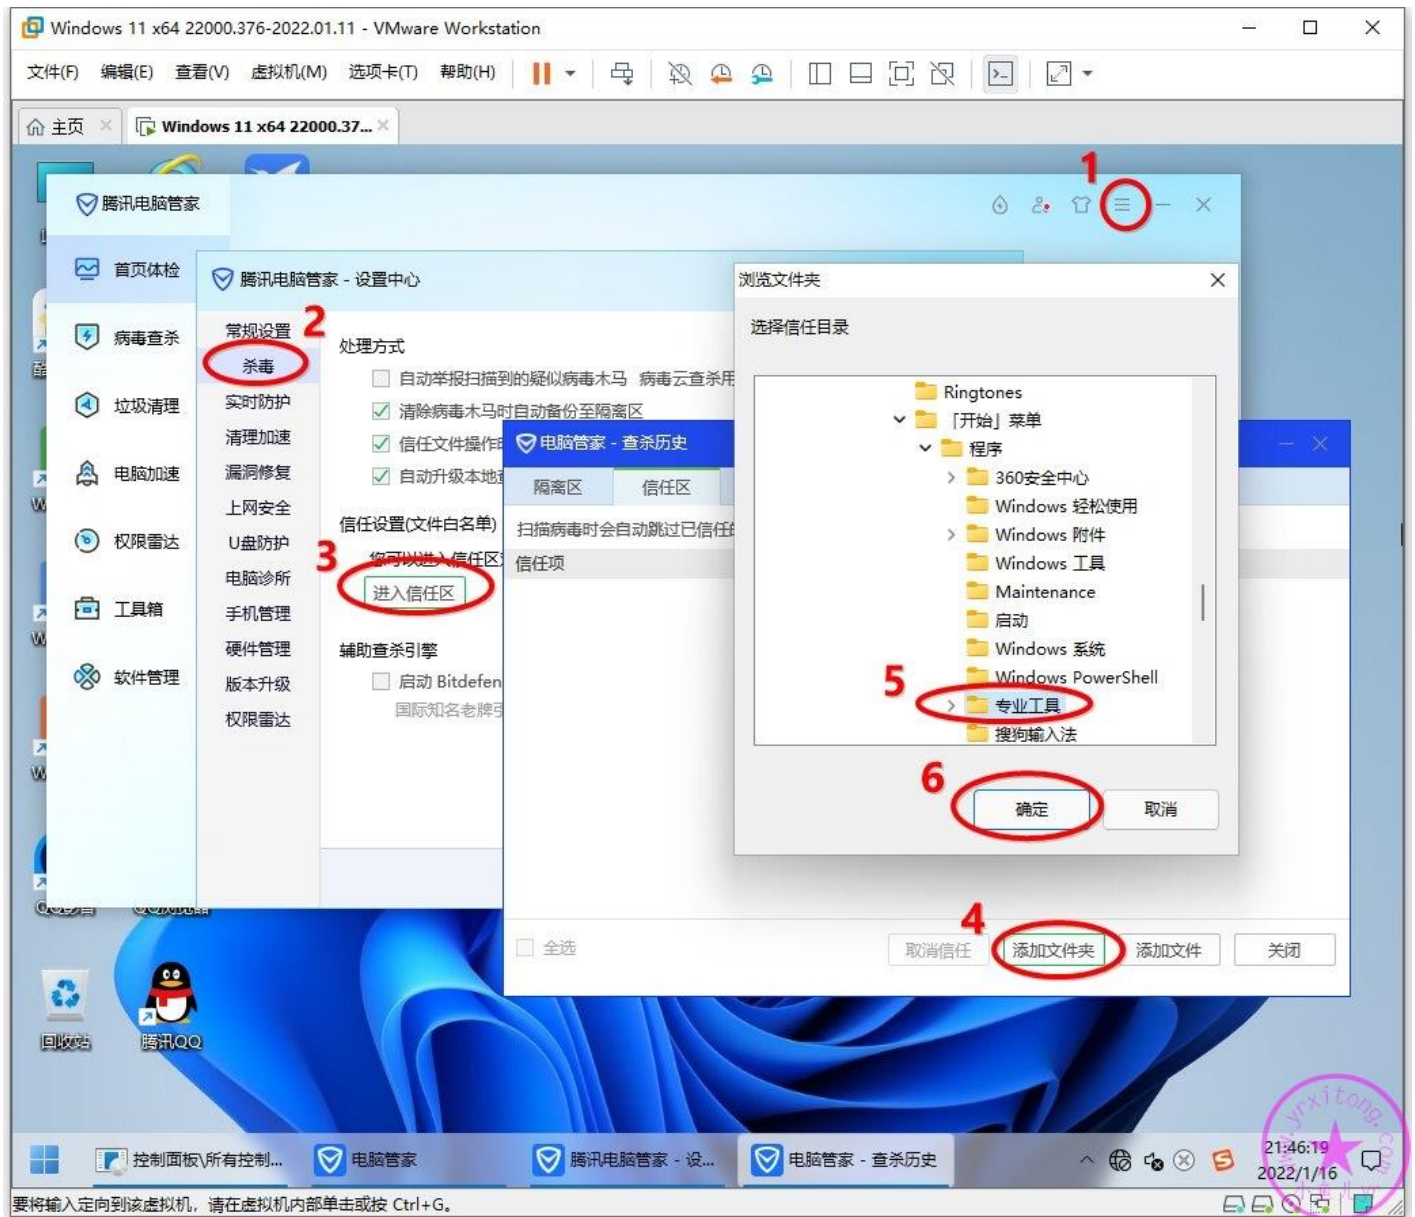 Windows 11 x64 22000.376-2022.01.11 - VMware Workstation
文件(F) 编辑(E) 查看(V) 虚拟机(M) 选项卡(T) 帮助(H)
主页
Windows 11 x64 22000.37...
1
腾讯电脑管家
首页体检
病毒查杀
垃圾清理
电脑加速
权限雷达
工具箱
软件管理
腾讯电脑管家 - 设置中心
常规设置
2
杀毒
实时防护
清理加速
漏洞修复
上网安全
U盘防护
电脑诊所
手机管理
硬件管理
版本升级
权限雷达
处理方式
自动举报扫描到的疑似病毒木马 病毒云查杀用
清除病毒木马时自动备份至隔离区
信任文件操作
自动升级本地
信任设置(文件白名单)
3
您可以进入信任区
进入信任区
辅助查杀引擎
启动 Bitdefen
国际知名老牌
电脑管家 - 查杀历史
隔离区 信任区
扫描病毒时会自动跳过已信任
信任项
浏览文件夹
选择信任目录
Ringtones
「开始」菜单
程序
360安全中心
Windows 轻松使用
Windows 附件
Windows 工具
Maintenance
启动
Windows 系统
Windows PowerShell
5
专业工具
搜狗输入法
6
确定 取消
4
全选 取消信任 添加文件夹 添加文件 关闭
回收站
腾讯QQ
控制面板\所有控制...
电脑管家
腾讯电脑管家 - 设...
电脑管家 - 查杀历史
21:46:19
2022/1/16
www.yrxitong.com
要将输入定向到该虚拟机，请在虚拟机内部单击或按 Ctrl+G。